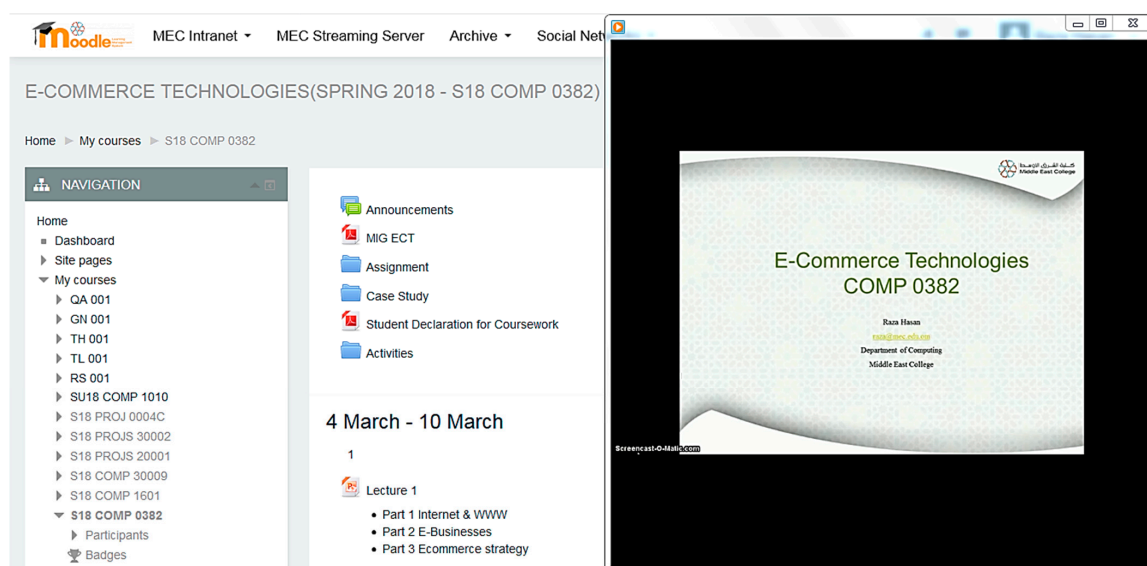 moodle
MEC Intranet
MEC Streaming Server
Archive
Social Net
E-COMMERCE TECHNOLOGIES(SPRING 2018 - S18 COMP 0382)
Home
My courses
S18 COMP 0382
NAVIGATION
Home
Dashboard
Site pages
My courses
QA 001
GN 001
TH 001
TL 001
RS 001
SU18 COMP 1010
S18 PROJ 0004C
S18 PROJS 30002
S18 PROJS 20001
S18 COMP 30009
S18 COMP 1601
S18 COMP 0382
Participants
Badges
Announcements
MIG ECT
Assignment
Case Study
Student Declaration for Coursework
Activities
4 March - 10 March
1
Lecture 1
Part 1 Internet & WWW
Part 2 E-Businesses
Part 3 Ecommerce strategy
Middle East College
E-Commerce Technologies
COMP 0382
Raza Hasan
Department of Computing
Middle East College
Screencast-O-Matic.com